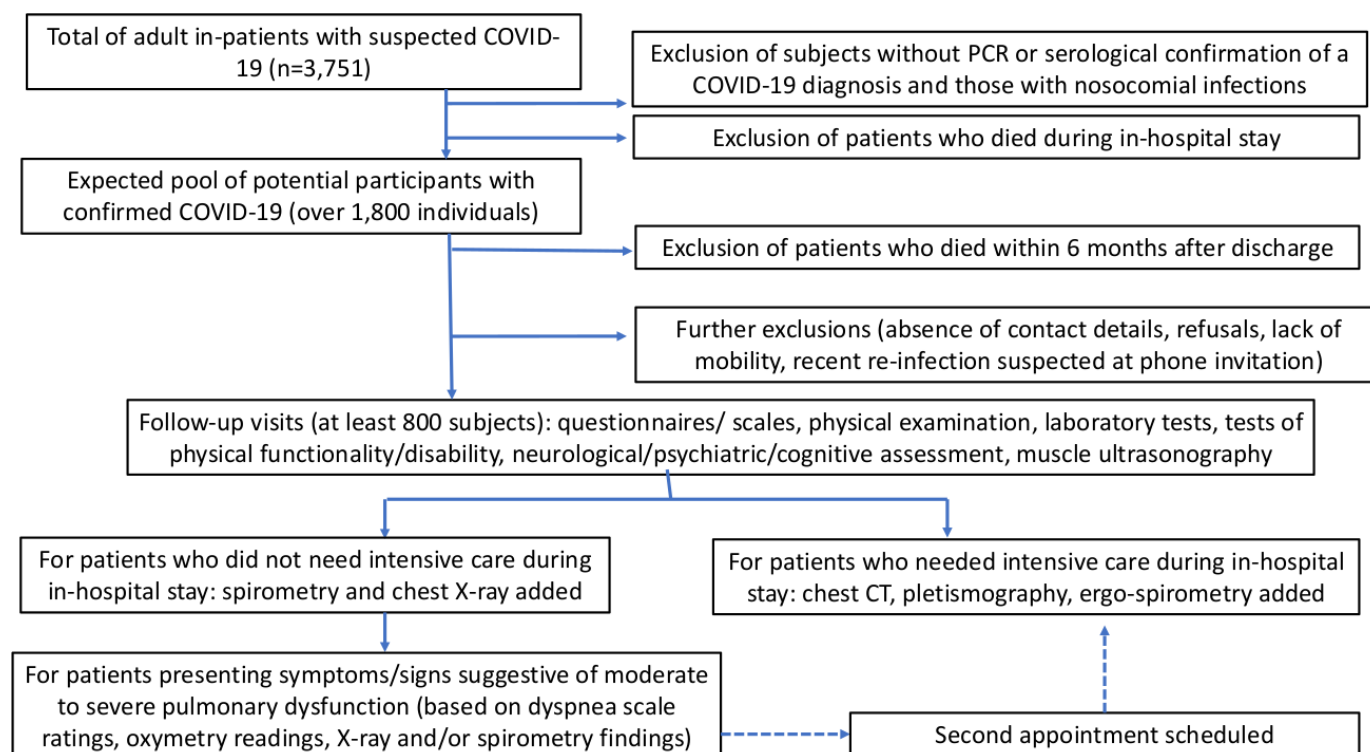 Total of adult in-patients with suspected COVID-
19 (n=3,751)
Exclusion of subjects without PCR or serological confirmation of a
COVID-19 diagnosis and those with nosocomial infections
Exclusion of patients who died during in-hospital stay
Expected pool of potential participants with
confirmed COVID-19 (over 1,800 individuals)
Exclusion of patients who died within 6 months after discharge
Further exclusions (absence of contact details, refusals, lack of
mobility, recent re-infection suspected at phone invitation)
Follow-up visits (at least 800 subjects): questionnaires/ scales, physical examination, laboratory tests, tests of
physical functionality/disability, neurological/psychiatric/cognitive assessment, muscle ultrasonography
For patients who did not need intensive care during
in-hospital stay: spirometry and chest X-ray added
For patients who needed intensive care during in-hospital
stay: chest CT, pletismography, ergo-spirometry added
For patients presenting symptoms/signs suggestive of moderate
to severe pulmonary dysfunction (based on dyspnea scale
ratings, oxymetry readings, X-ray and/or spirometry findings)
Second appointment scheduled